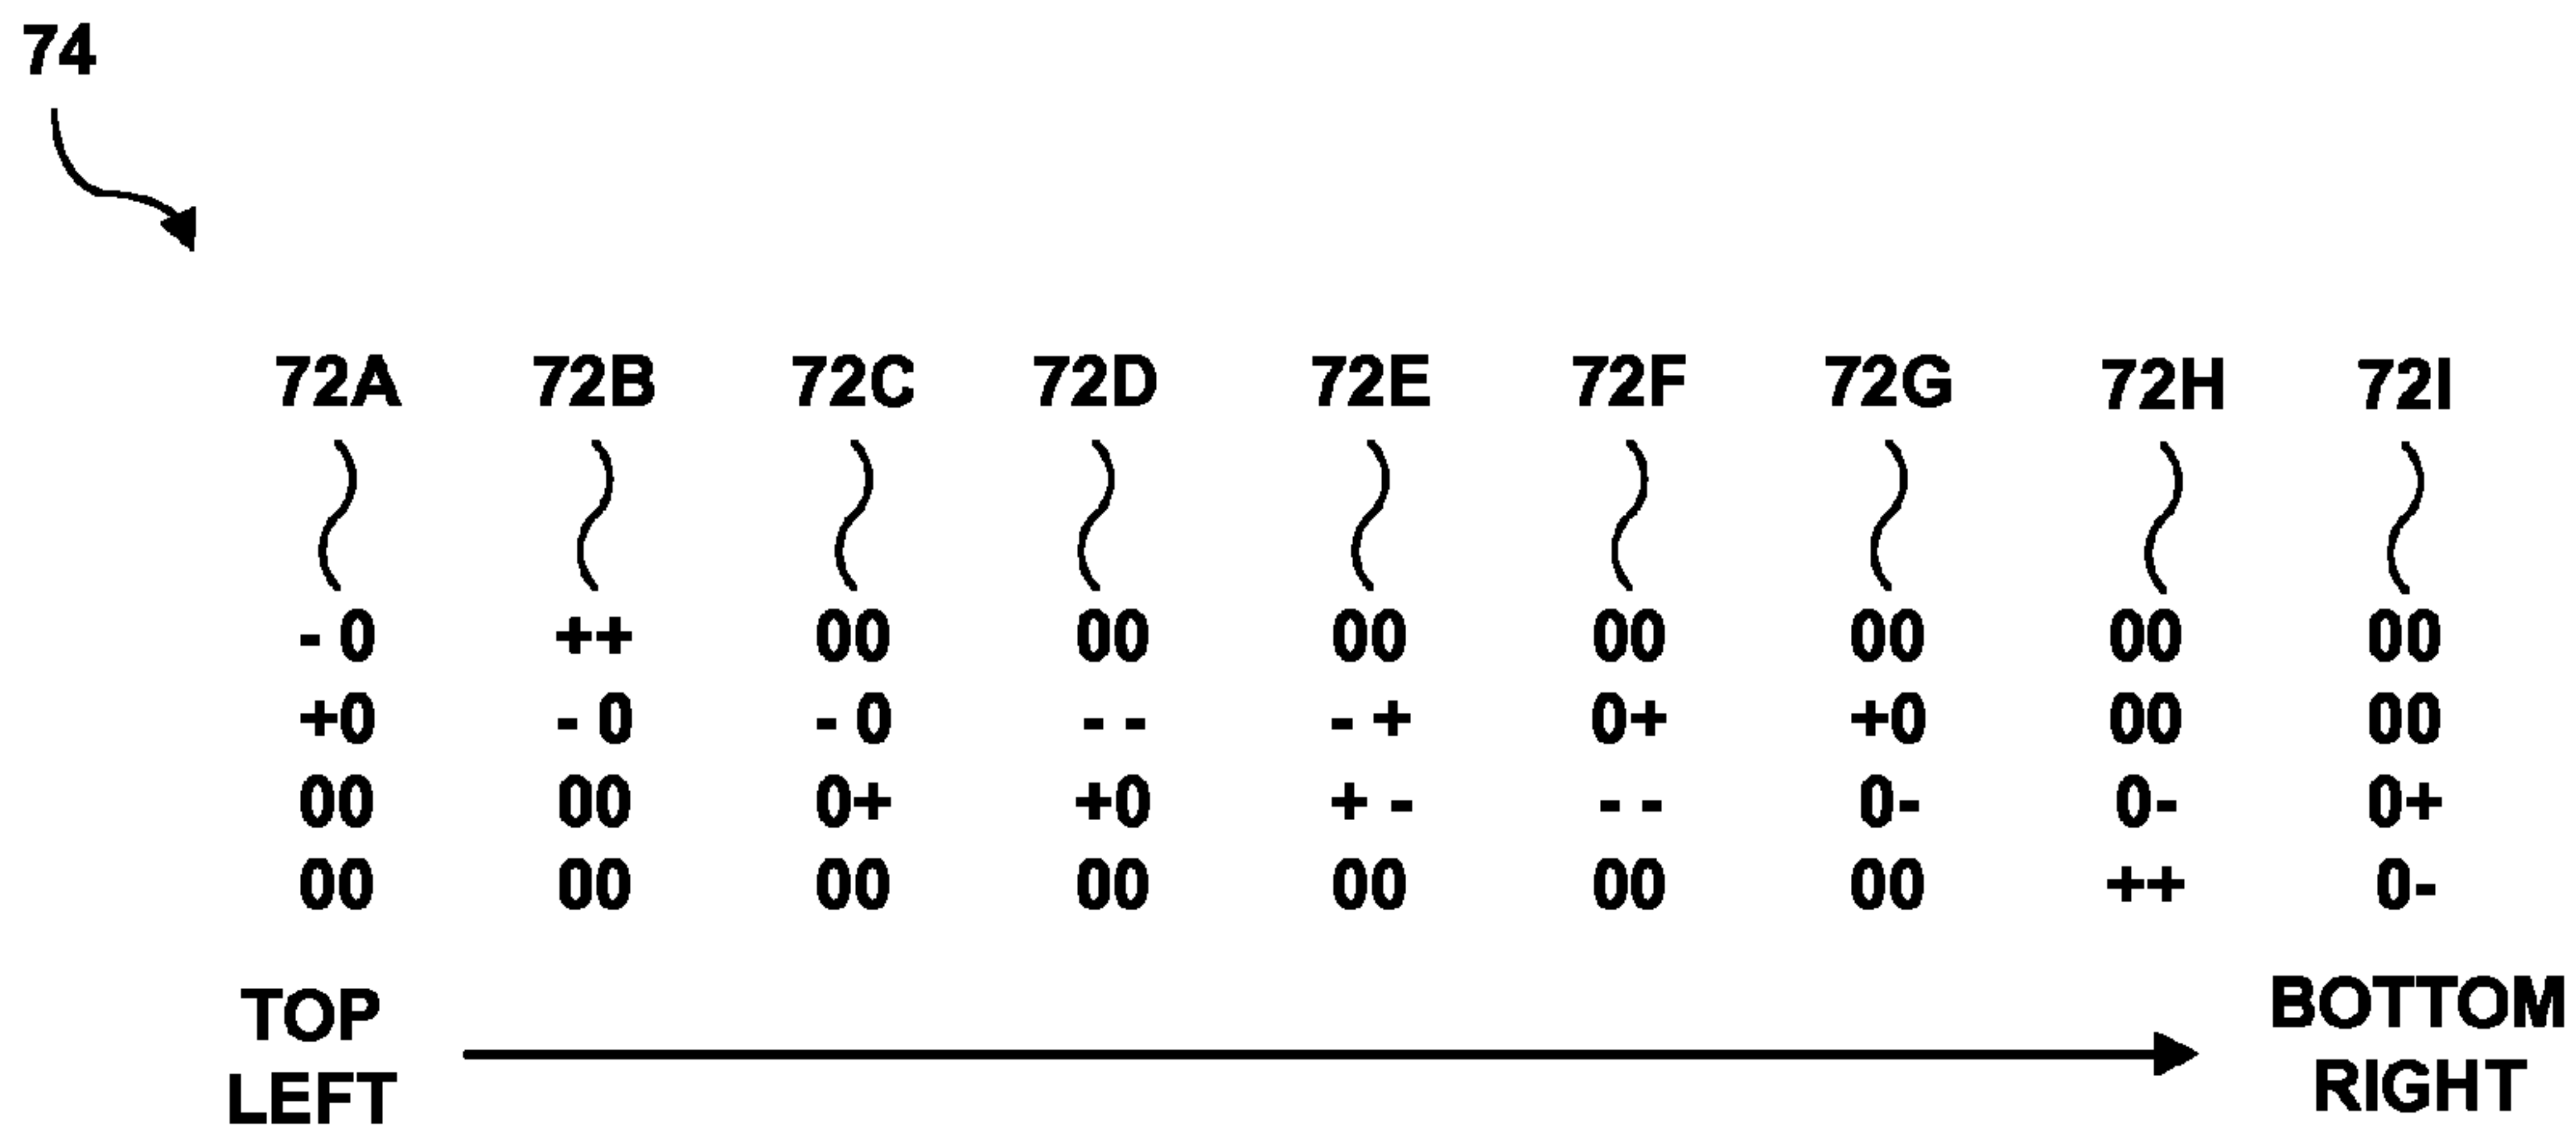 74
72A 72B 72C 72D 72E 72F 72G 72H 72I
- 0 ++ 00 00 00 00 00 00 00
+0 - 0 - 0 - - - + 0+ +0 00 00
00 00 0+ +0 + - - - 0- 0- 0+
00 00 00 00 00 00 00 ++ 0-
TOP LEFT
BOTTOM RIGHT